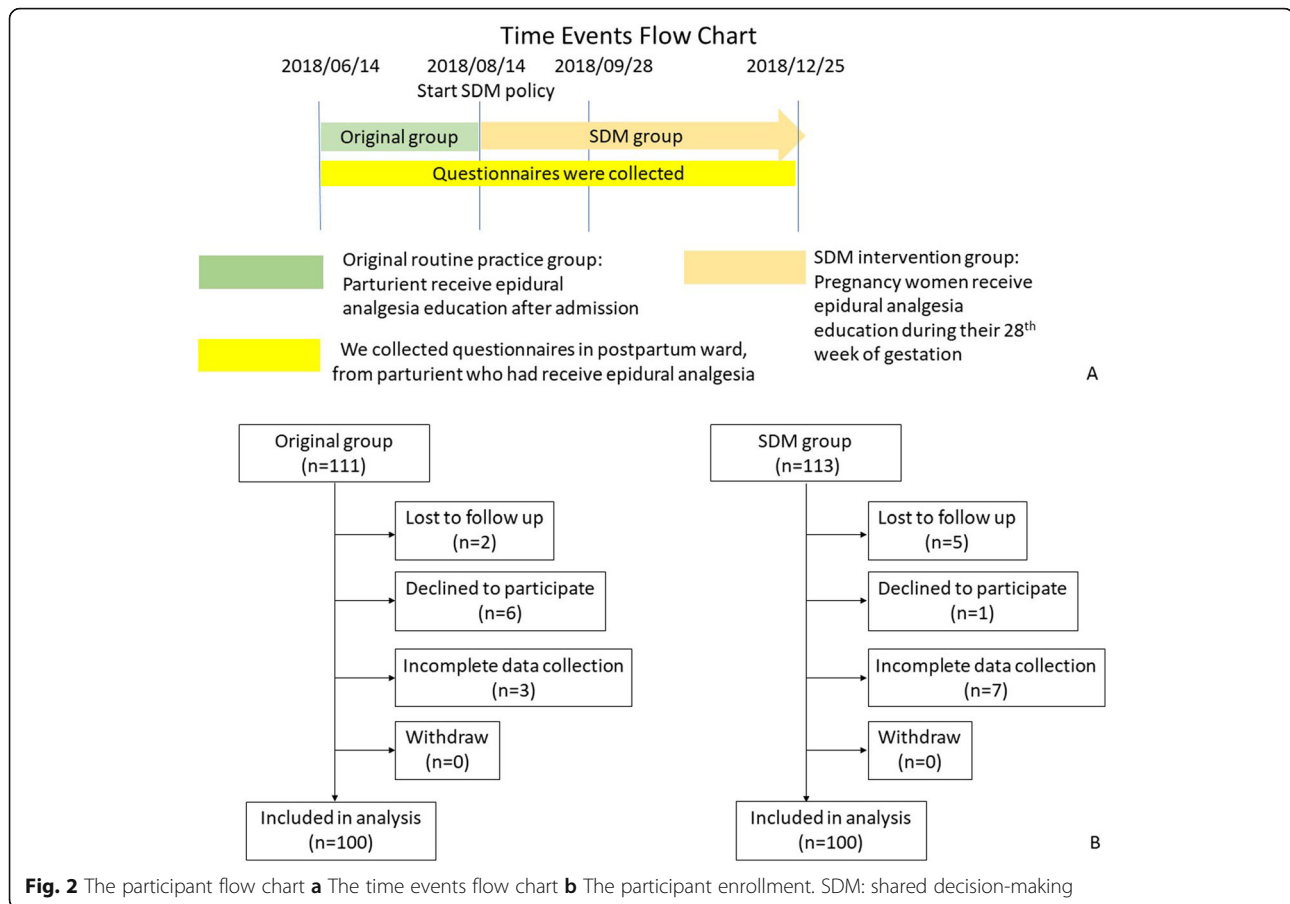 Time Events Flow Chart
2018/06/14 2018/08/14 2018/09/28 2018/12/25
Start SDM policy
Original group SDM group
Questionnaires were collected
Original routine practice group:
Parturient receive epidural
analgesia education after admission
SDM intervention group:
Pregnancy women receive
epidural analgesia
education during their 28th
week of gestation
We collected questionnaires in postpartum ward,
from parturient who had receive epidural analgesia
A
Original group
(n=111)
Lost to follow up
(n=2)
Declined to participate
(n=6)
Incomplete data collection
(n=3)
Withdraw
(n=0)
Included in analysis
(n=100)
SDM group
(n=113)
Lost to follow up
(n=5)
Declined to participate
(n=1)
Incomplete data collection
(n=7)
Withdraw
(n=0)
Included in analysis
(n=100)
B
Fig. 2 The participant flow chart a The time events flow chart b The participant enrollment. SDM: shared decision-making